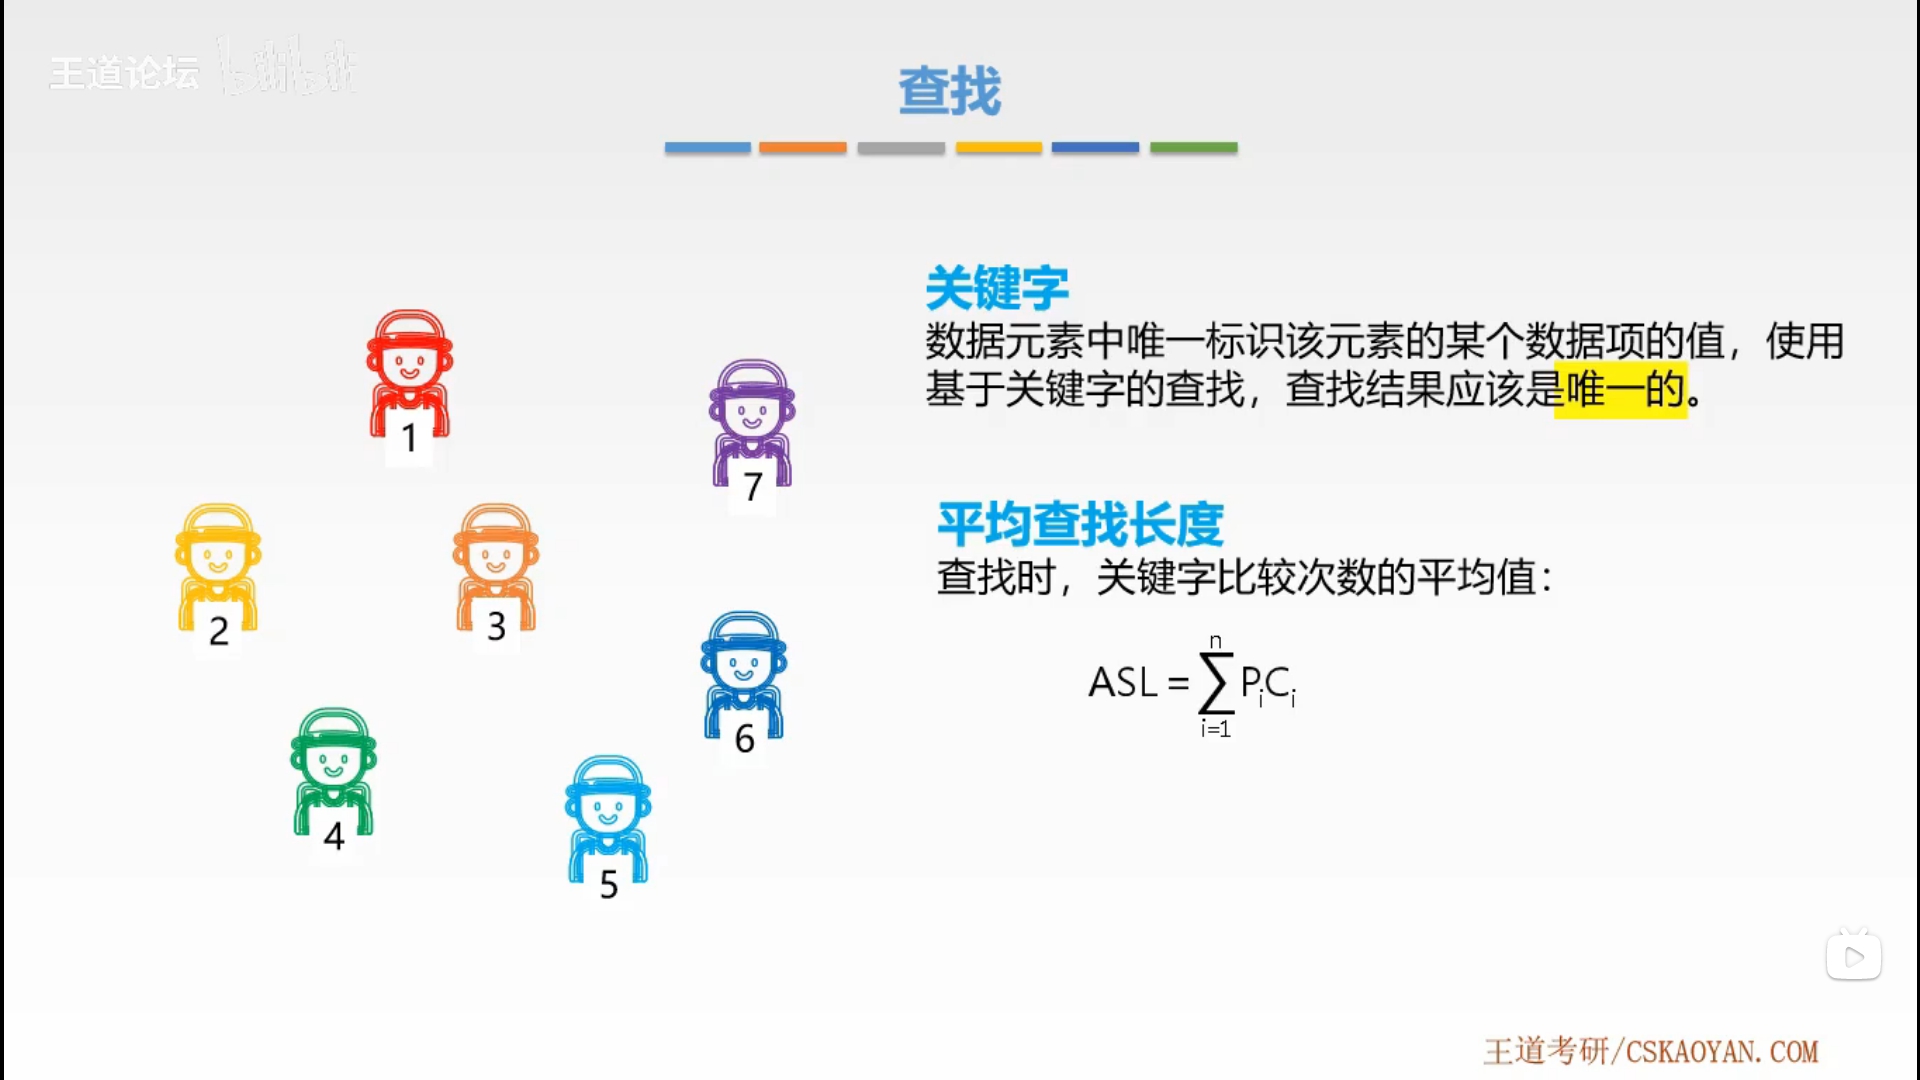 王道论坛 bilibili
查找
关键字
数据元素中唯一标识该元素的某个数据项的值，使用
基于关键字的查找，查找结果应该是唯一的。
平均查找长度
查找时，关键字比较次数的平均值：
n
ASL = ∑ PᵢCᵢ
i=1
1
7
2
3
6
4
5
王道考研/CSKAOYAN.COM